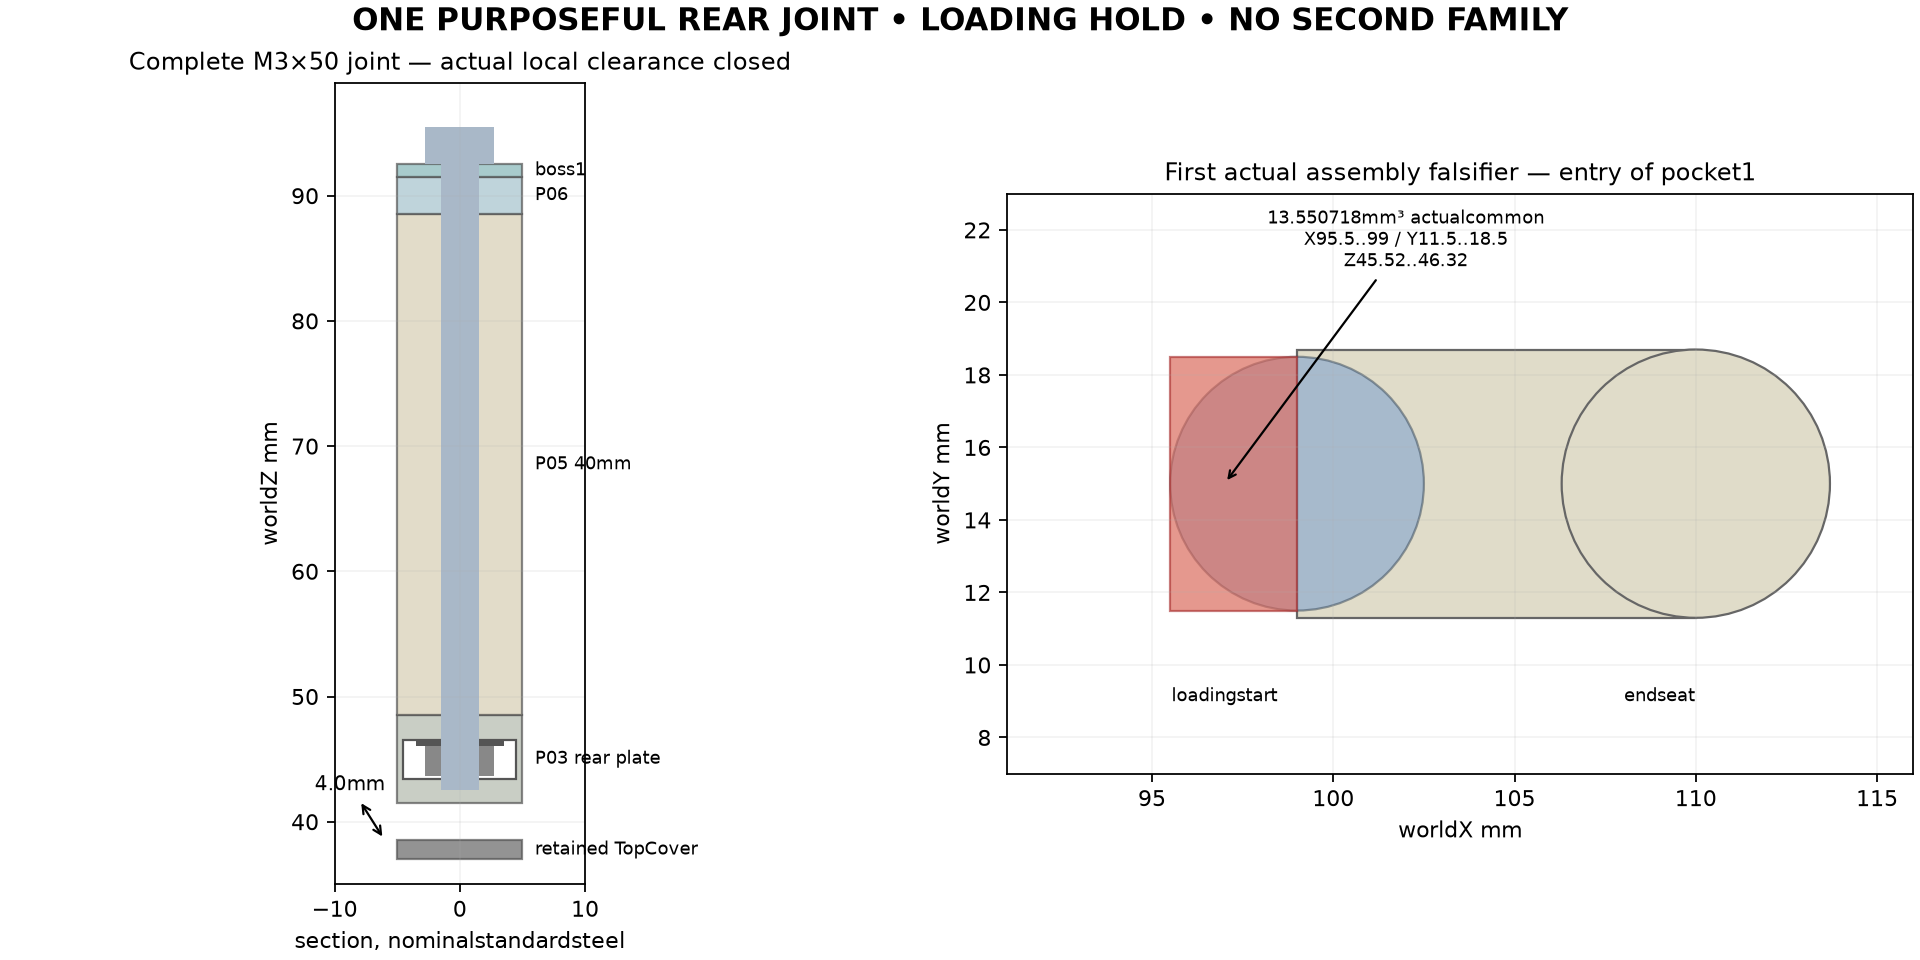 ONE PURPOSEFUL REAR JOINT • LOADING HOLD • NO SECOND FAMILY
Complete M3×50 joint — actual local clearance closed
boss1
P06
90
80
70
60
50
40
P05 40mm
P03 rear plate
4.0mm
retained TopCover
worldZ mm
−10
0
10
section, nominalstandardsteel
First actual assembly falsifier — entry of pocket1
13.550718mm³ actualcommon
X95.5..99 / Y11.5..18.5
Z45.52..46.32
22
20
18
16
14
12
10
8
worldY mm
loadingstart
endseat
95
100
105
110
115
worldX mm